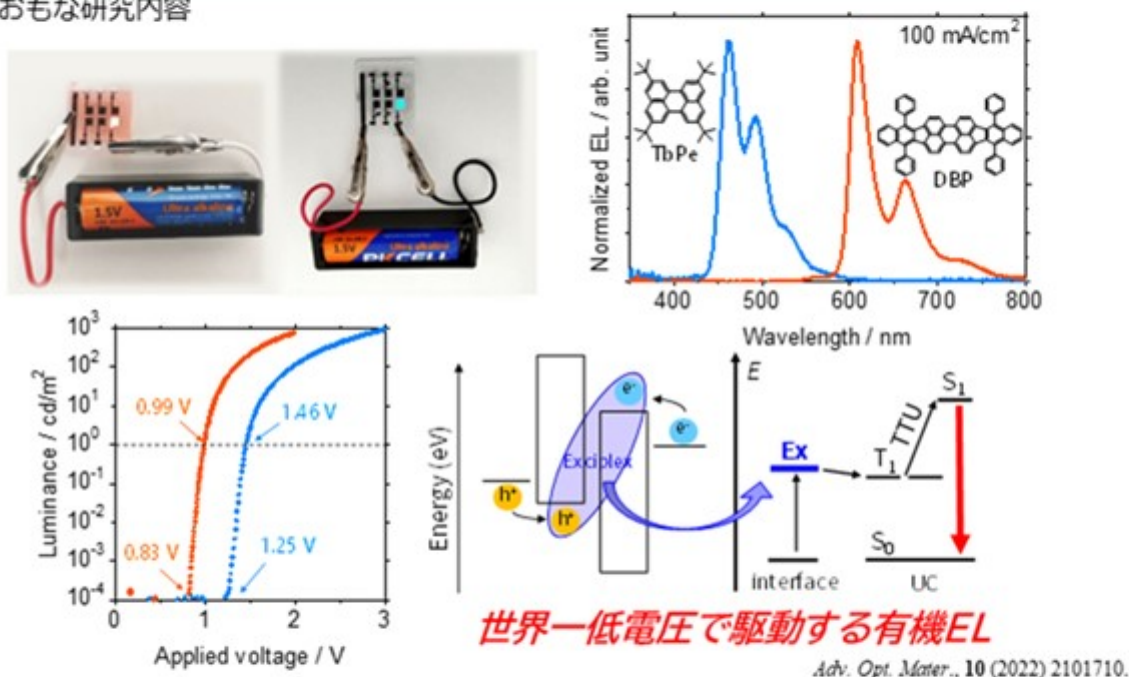 おもな研究内容
1.5V
Ultra alkaline
1.5V
Ultra alkaline
PKCELL
Normalized EL / arb. unit
100 mA/cm²
TbPe
DBP
400 500 600 700 800
Wavelength / nm
Luminance / cd/m²
10³
10²
10¹
10⁰
10⁻¹
10⁻²
10⁻³
10⁻⁴
0.99 V
1.46 V
0.83 V
1.25 V
0 1 2 3
Applied voltage / V
Energy (eV)
e⁻
e⁻
Exciplex
h⁺
h⁺
E
Ex
interface
S₁
TTU
T₁
S₀
UC
世界一低電圧で駆動する有機EL
Adv. Opt. Mater., 10 (2022) 2101710.